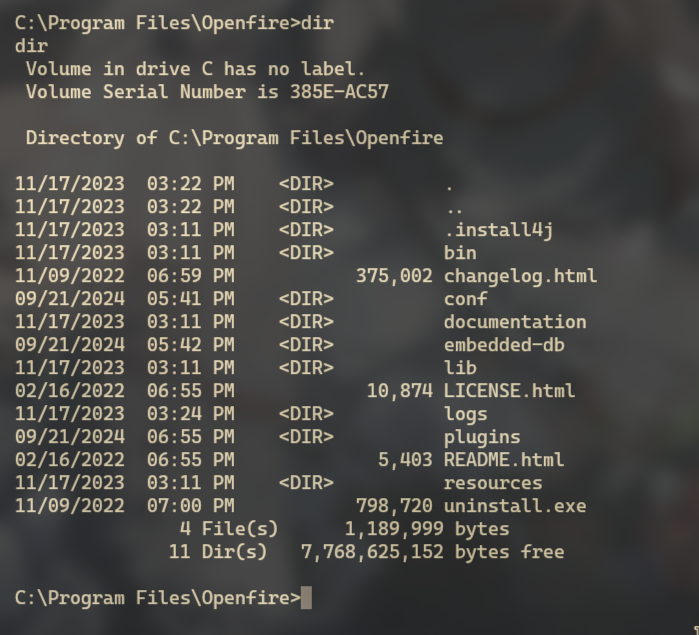 C:\Program Files\Openfire>dir
dir
 Volume in drive C has no label.
 Volume Serial Number is 385E-AC57

 Directory of C:\Program Files\Openfire

11/17/2023  03:22 PM    <DIR>          .
11/17/2023  03:22 PM    <DIR>          ..
11/17/2023  03:11 PM    <DIR>          .install4j
11/17/2023  03:11 PM    <DIR>          bin
11/09/2022  06:59 PM           375,002 changelog.html
09/21/2024  05:41 PM    <DIR>          conf
11/17/2023  03:11 PM    <DIR>          documentation
09/21/2024  05:42 PM    <DIR>          embedded-db
11/17/2023  03:11 PM    <DIR>          lib
02/16/2022  06:55 PM            10,874 LICENSE.html
11/17/2023  03:24 PM    <DIR>          logs
09/21/2024  06:55 PM    <DIR>          plugins
02/16/2022  06:55 PM             5,403 README.html
11/17/2023  03:11 PM    <DIR>          resources
11/09/2022  07:00 PM           798,720 uninstall.exe
               4 File(s)      1,189,999 bytes
              11 Dir(s)   7,768,625,152 bytes free

C:\Program Files\Openfire>